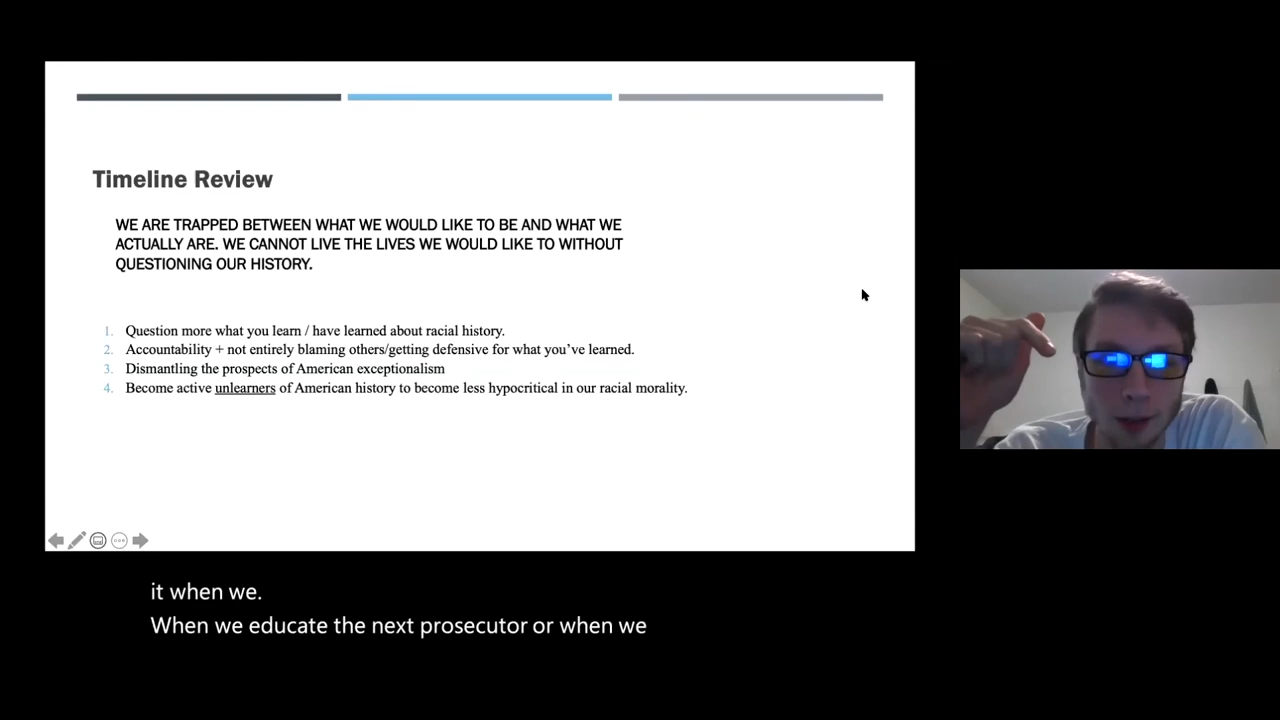 Timeline Review
WE ARE TRAPPED BETWEEN WHAT WE WOULD LIKE TO BE AND WHAT WE
ACTUALLY ARE. WE CANNOT LIVE THE LIVES WE WOULD LIKE TO WITHOUT
QUESTIONING OUR HISTORY.
1. Question more what you learn / have learned about racial history.
2. Accountability + not entirely blaming others/getting defensive for what you’ve learned.
3. Dismantling the prospects of American exceptionalism
4. Become active unlearners of American history to become less hypocritical in our racial morality.
it when we.
When we educate the next prosecutor or when we